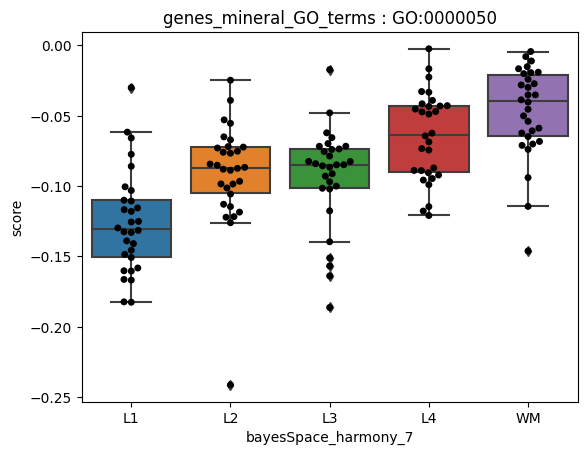 genes_mineral_GO_terms : GO:0000050
0.00
−0.05
−0.10
−0.15
−0.20
−0.25
score
L1 L2 L3 L4 WM
bayesSpace_harmony_7